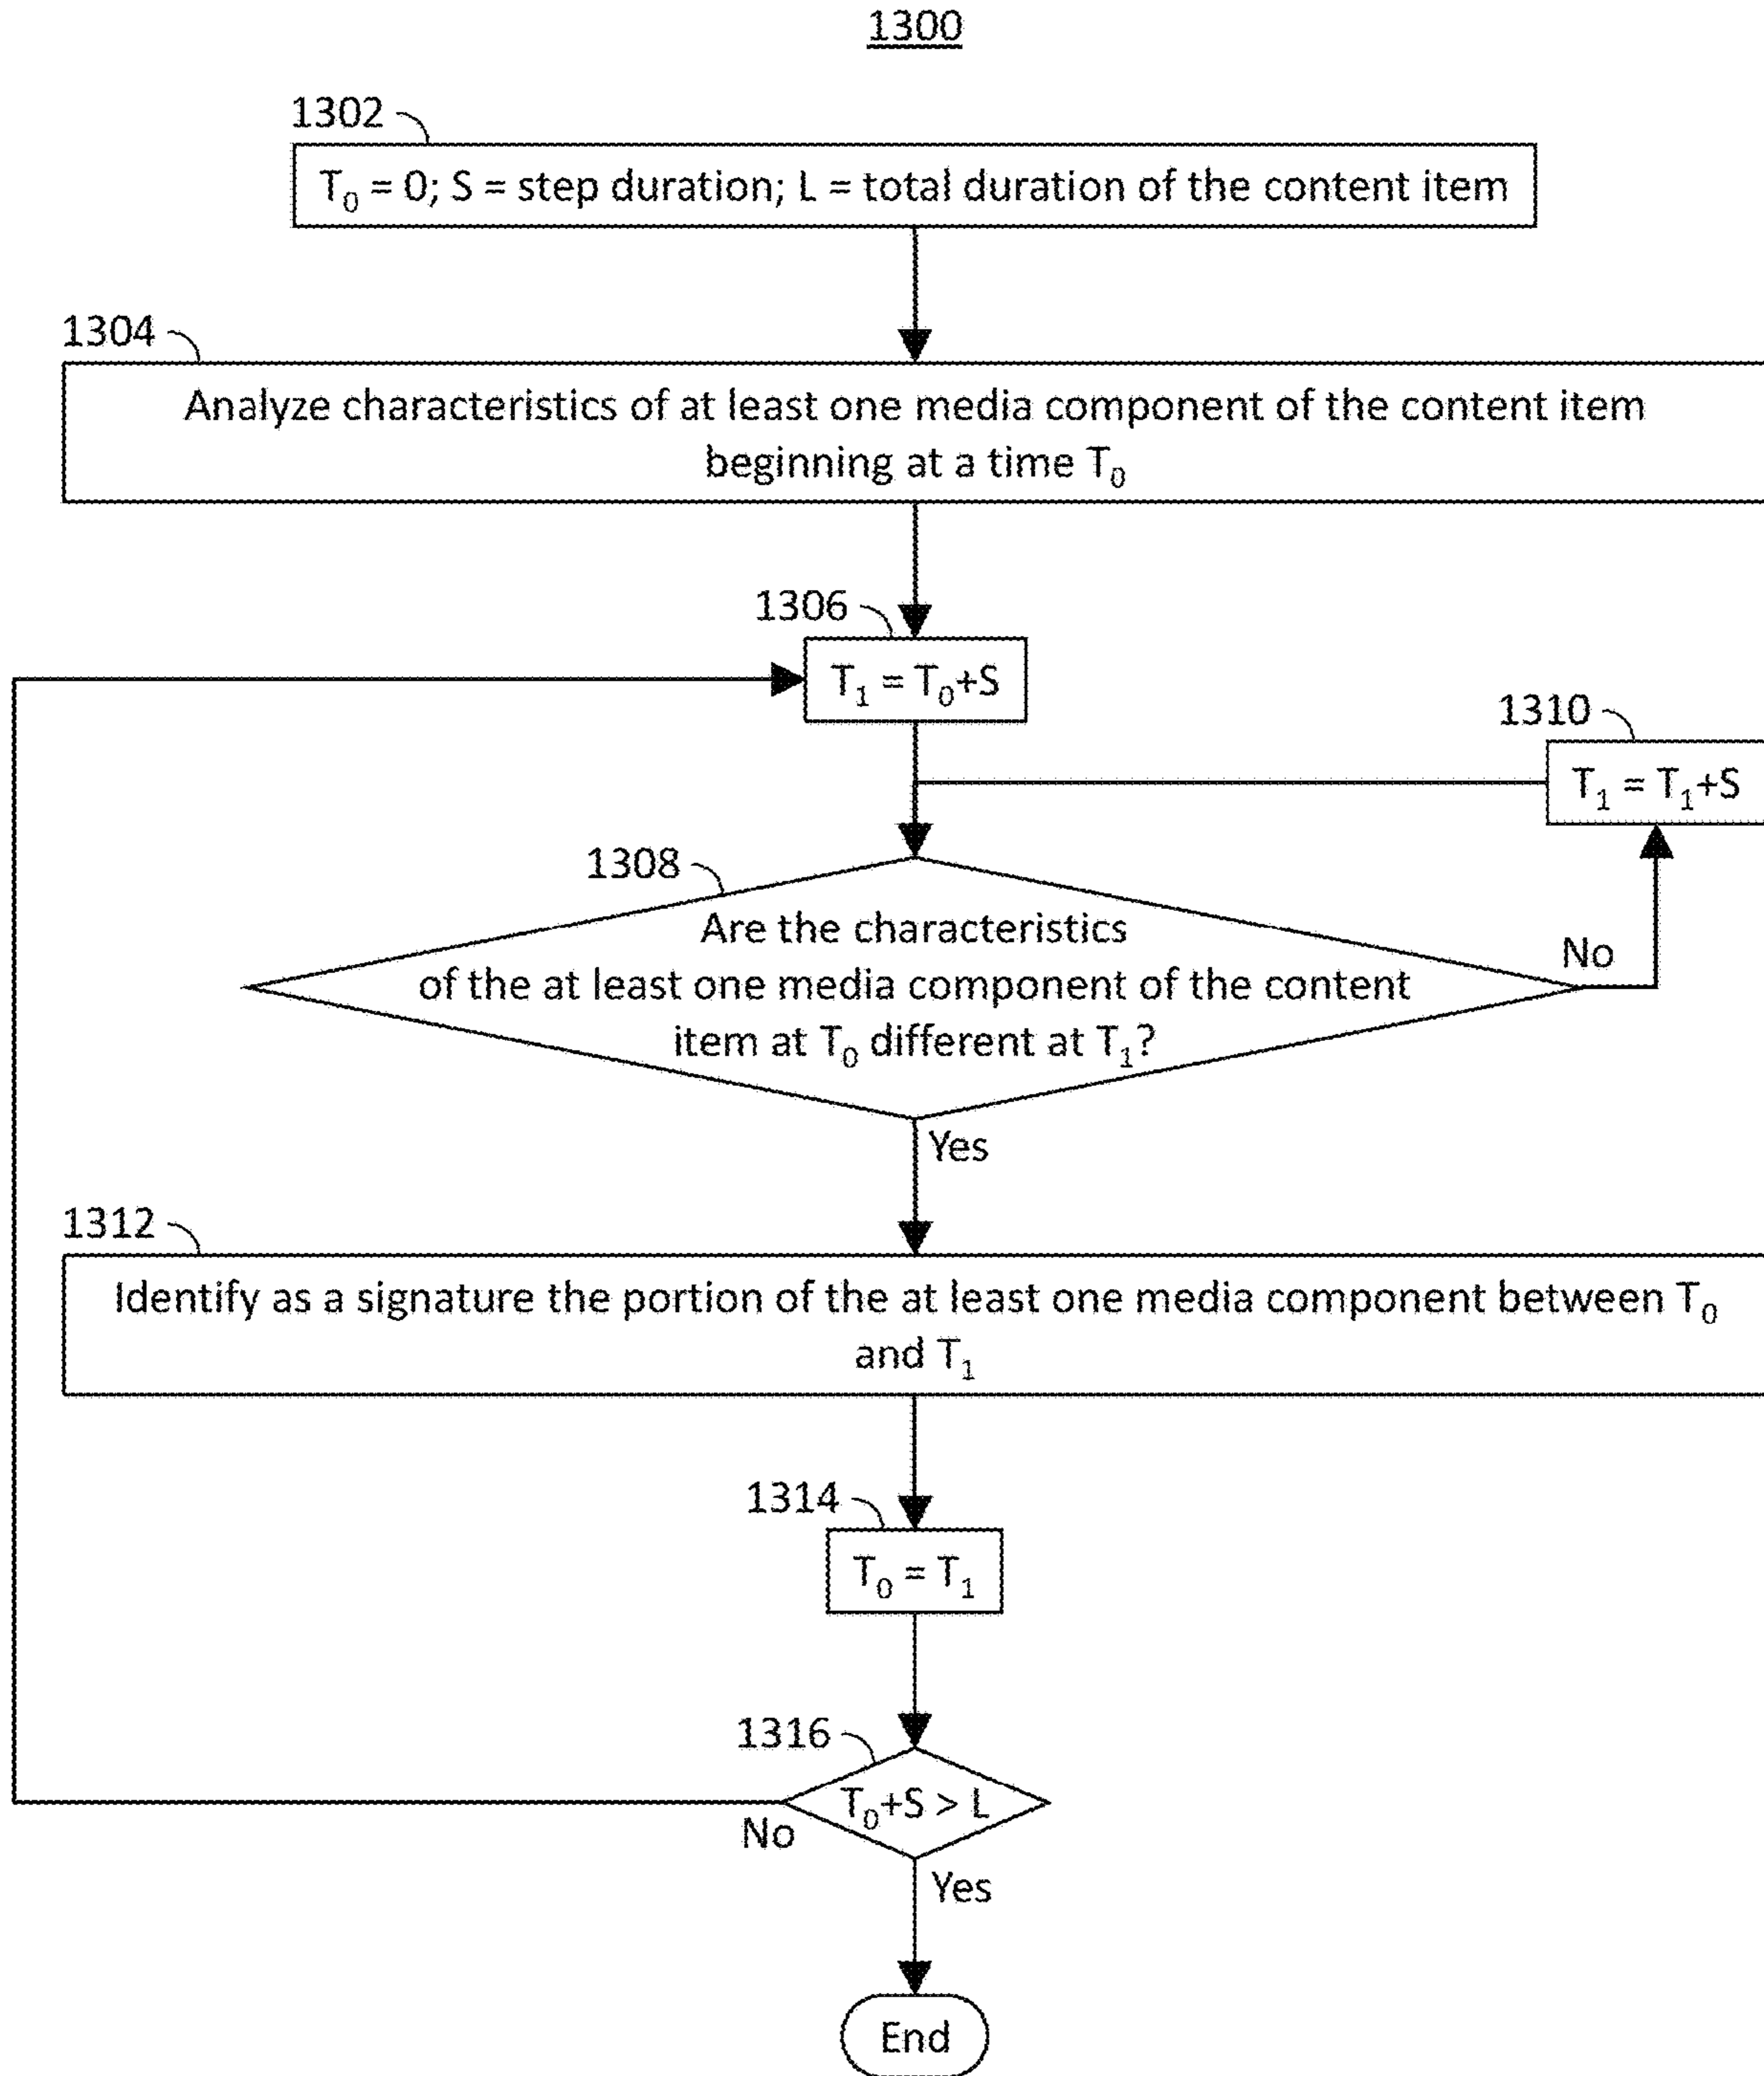 1300
1302
T₀ = 0; S = step duration; L = total duration of the content item
1304
Analyze characteristics of at least one media component of the content item
beginning at a time T₀
1306
T₁ = T₀+S
1310
T₁ = T₁+S
1308
Are the characteristics
of the at least one media component of the content
item at T₀ different at T₁?
No
Yes
1312
Identify as a signature the portion of the at least one media component between T₀
and T₁
1314
T₀ = T₁
1316
T₀+S > L
No
Yes
End